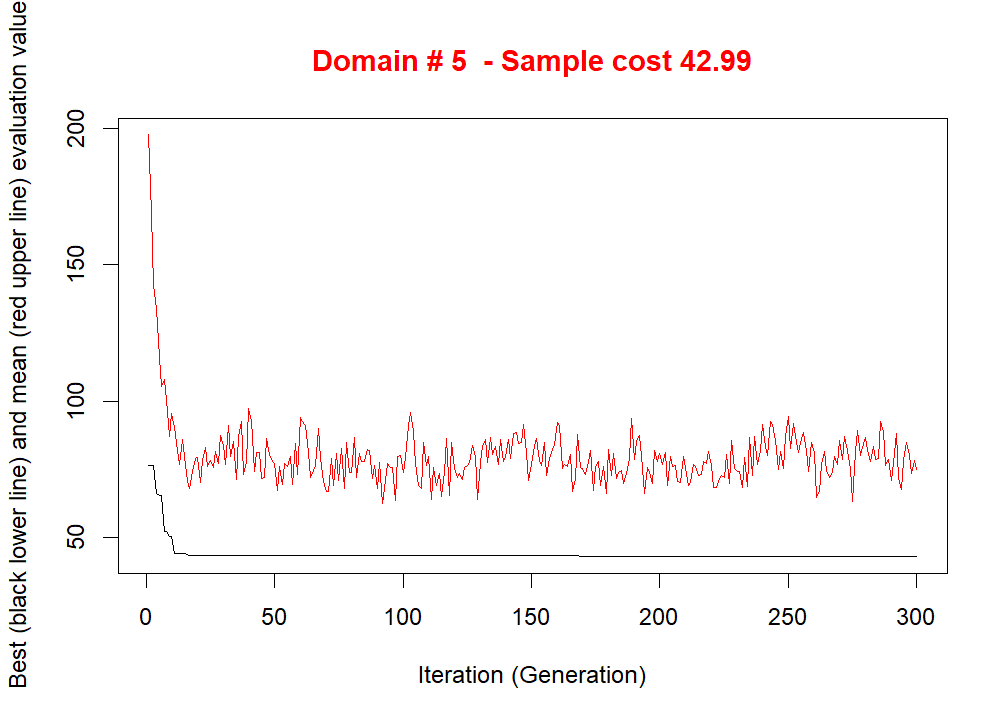 Domain # 5  - Sample cost 42.99
Best (black lower line) and mean (red upper line) evaluation value
200
150
100
50
0 50 100 150 200 250 300
Iteration (Generation)